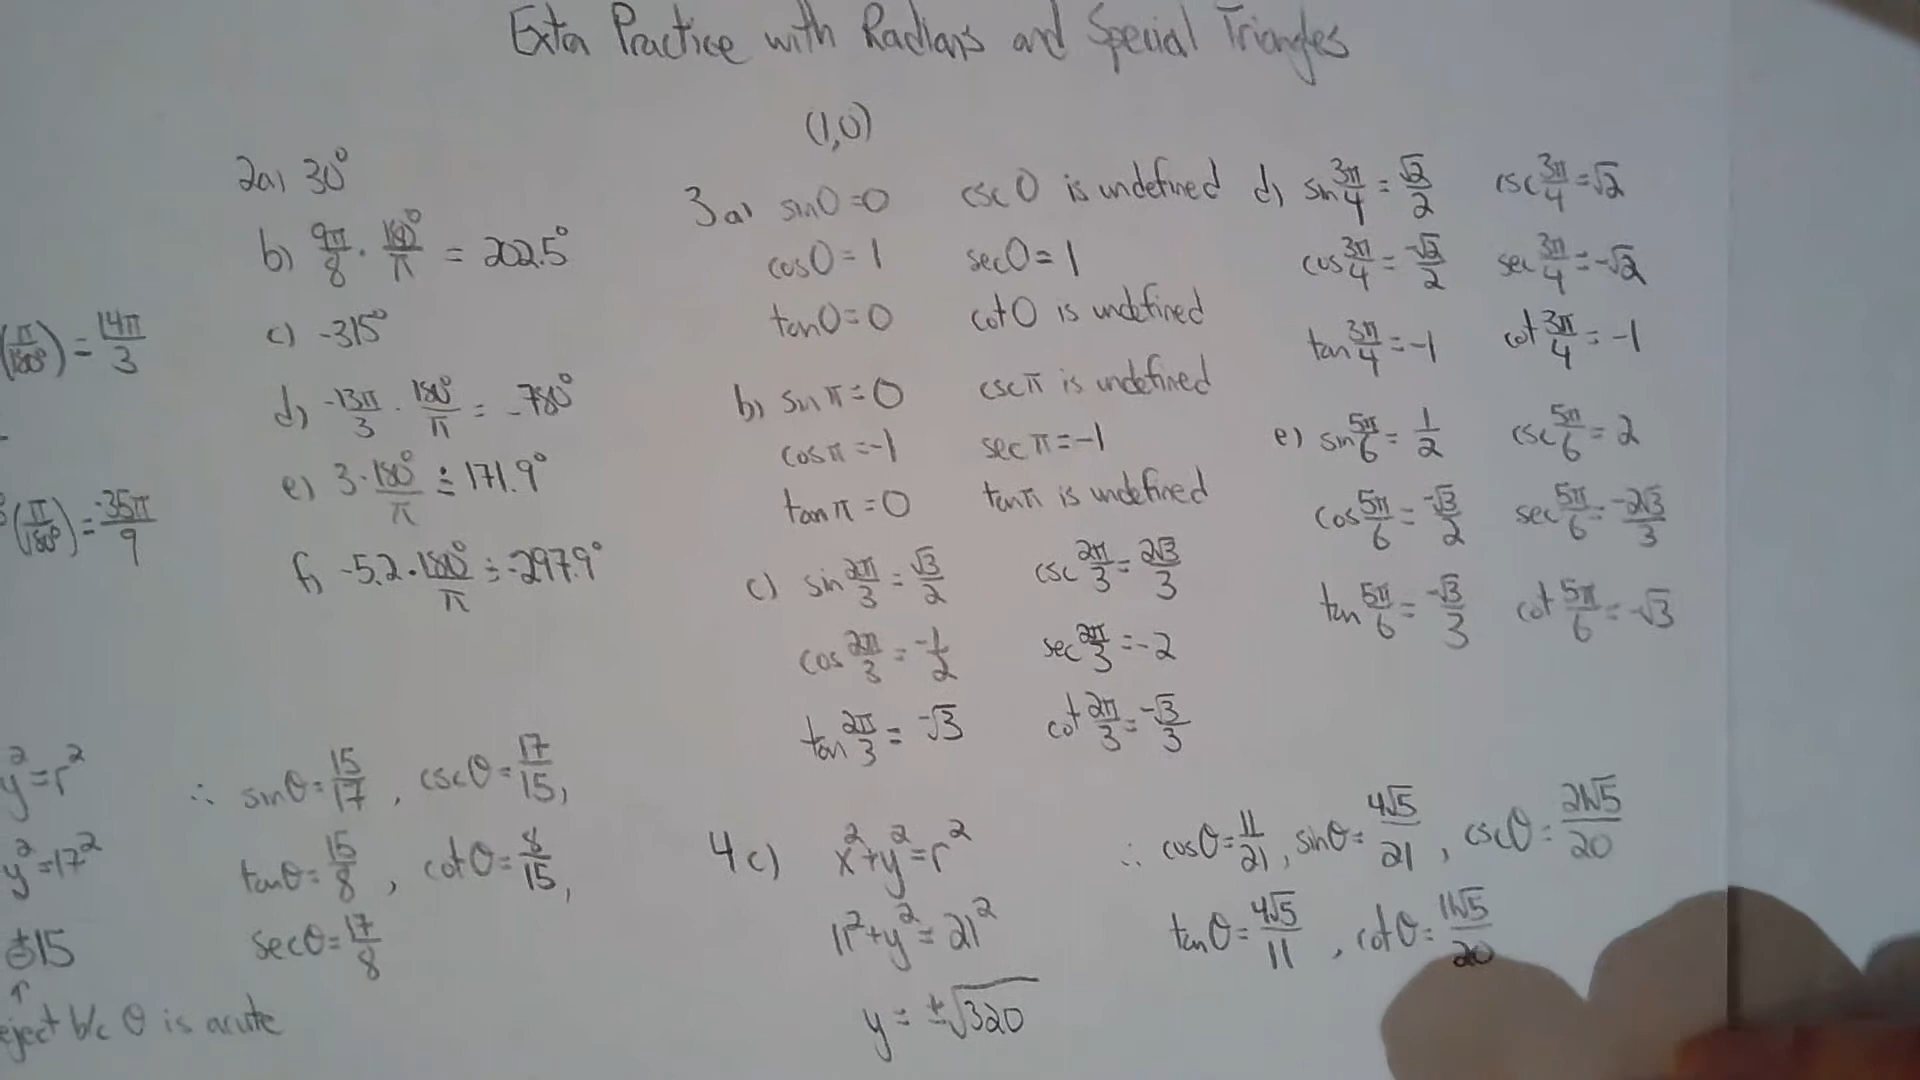 Extra Practice with Radians and Special Triangles
(π/180°) = 14π/3
(π/180°) = -35π/9
2a) 30°
b) 9π/8 · 180°/π = 202.5°
c) -315°
d) -13π/3 · 180°/π = -780°
e) 3 · 180°/π ≐ 171.9°
f) -5.2 · 180°/π ≐ -297.9°
(1,0)
3a) sin0=0 csc0 is undefined
cos0=1 sec0=1
tan0=0 cot0 is undefined
b) sinπ=0 cscπ is undefined
cosπ=-1 secπ=-1
tanπ=0 tanπ is undefined
c) sin 2π/3 = √3/2 csc 2π/3 = 2√3/3
cos 2π/3 = -1/2 sec 2π/3 = -2
tan 2π/3 = -√3 cot 2π/3 = -√3/3
d) sin 3π/4 = √2/2 csc 3π/4 = √2
cos 3π/4 = -√2/2 sec 3π/4 = -√2
tan 3π/4 = -1 cot 3π/4 = -1
e) sin 5π/6 = 1/2 csc 5π/6 = 2
cos 5π/6 = -√3/2 sec 5π/6 = -2√3/3
tan 5π/6 = -√3/3 cot 5π/6 = -√3
y²=r²
y²=17²
±15
↑
eject b/c θ is acute
∴ sinθ = 15/17, cscθ = 17/15,
tanθ = 15/8, cotθ = 8/15,
secθ = 17/8
4c) x²+y²=r²
11²+y²=21²
y = ±√320
∴ cosθ = 11/21, sinθ = 4√5/21, cscθ = 21√5/20
tanθ = 4√5/11, cotθ = 11√5/20